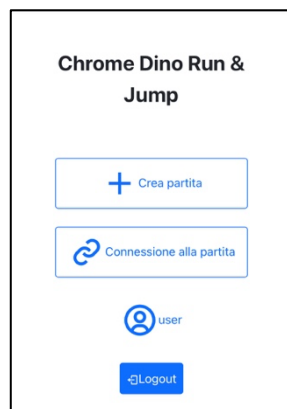 Chrome Dino Run &
Jump
Crea partita
Connessione alla partita
user
Logout